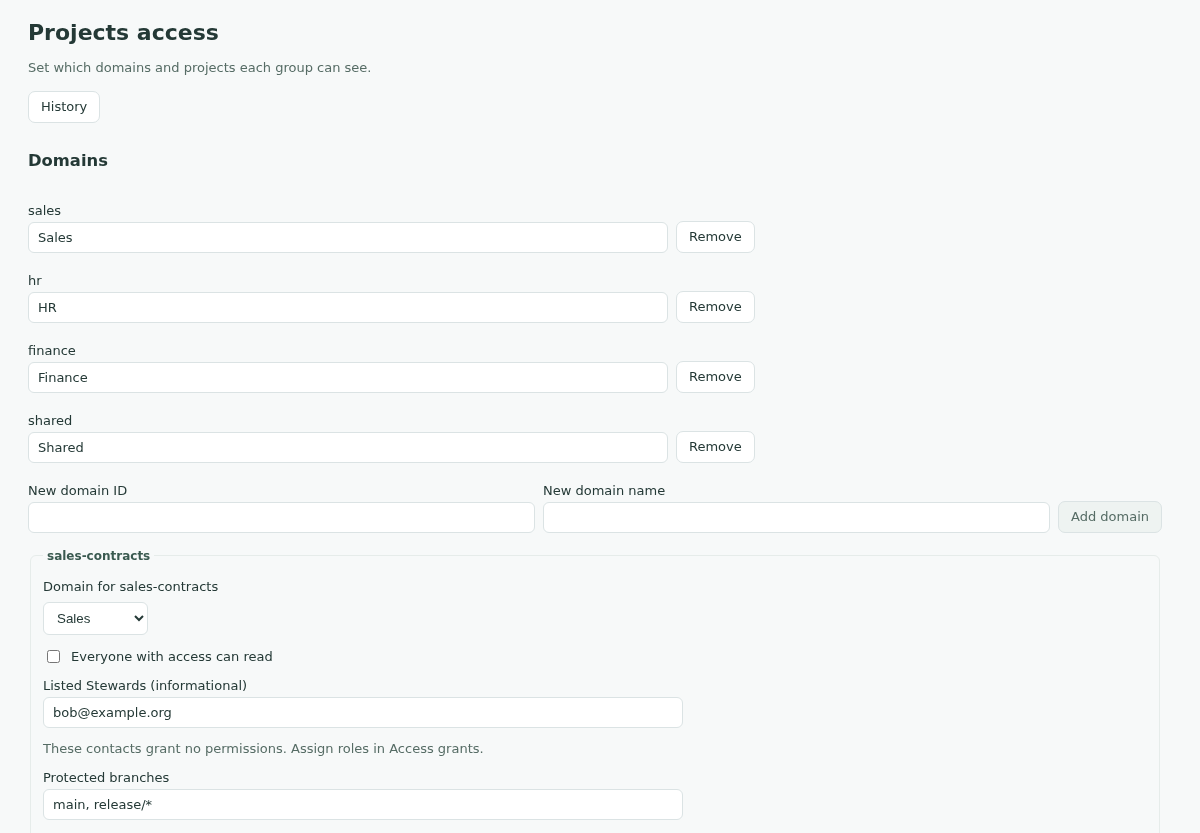 Projects access
Set which domains and projects each group can see.
History
Domains
sales
Sales
Remove
hr
HR
Remove
finance
Finance
Remove
shared
Shared
Remove
New domain ID
New domain name
Add domain
sales-contracts
Domain for sales-contracts
Sales
Everyone with access can read
Listed Stewards (informational)
bob@example.org
These contacts grant no permissions. Assign roles in Access grants.
Protected branches
main, release/*